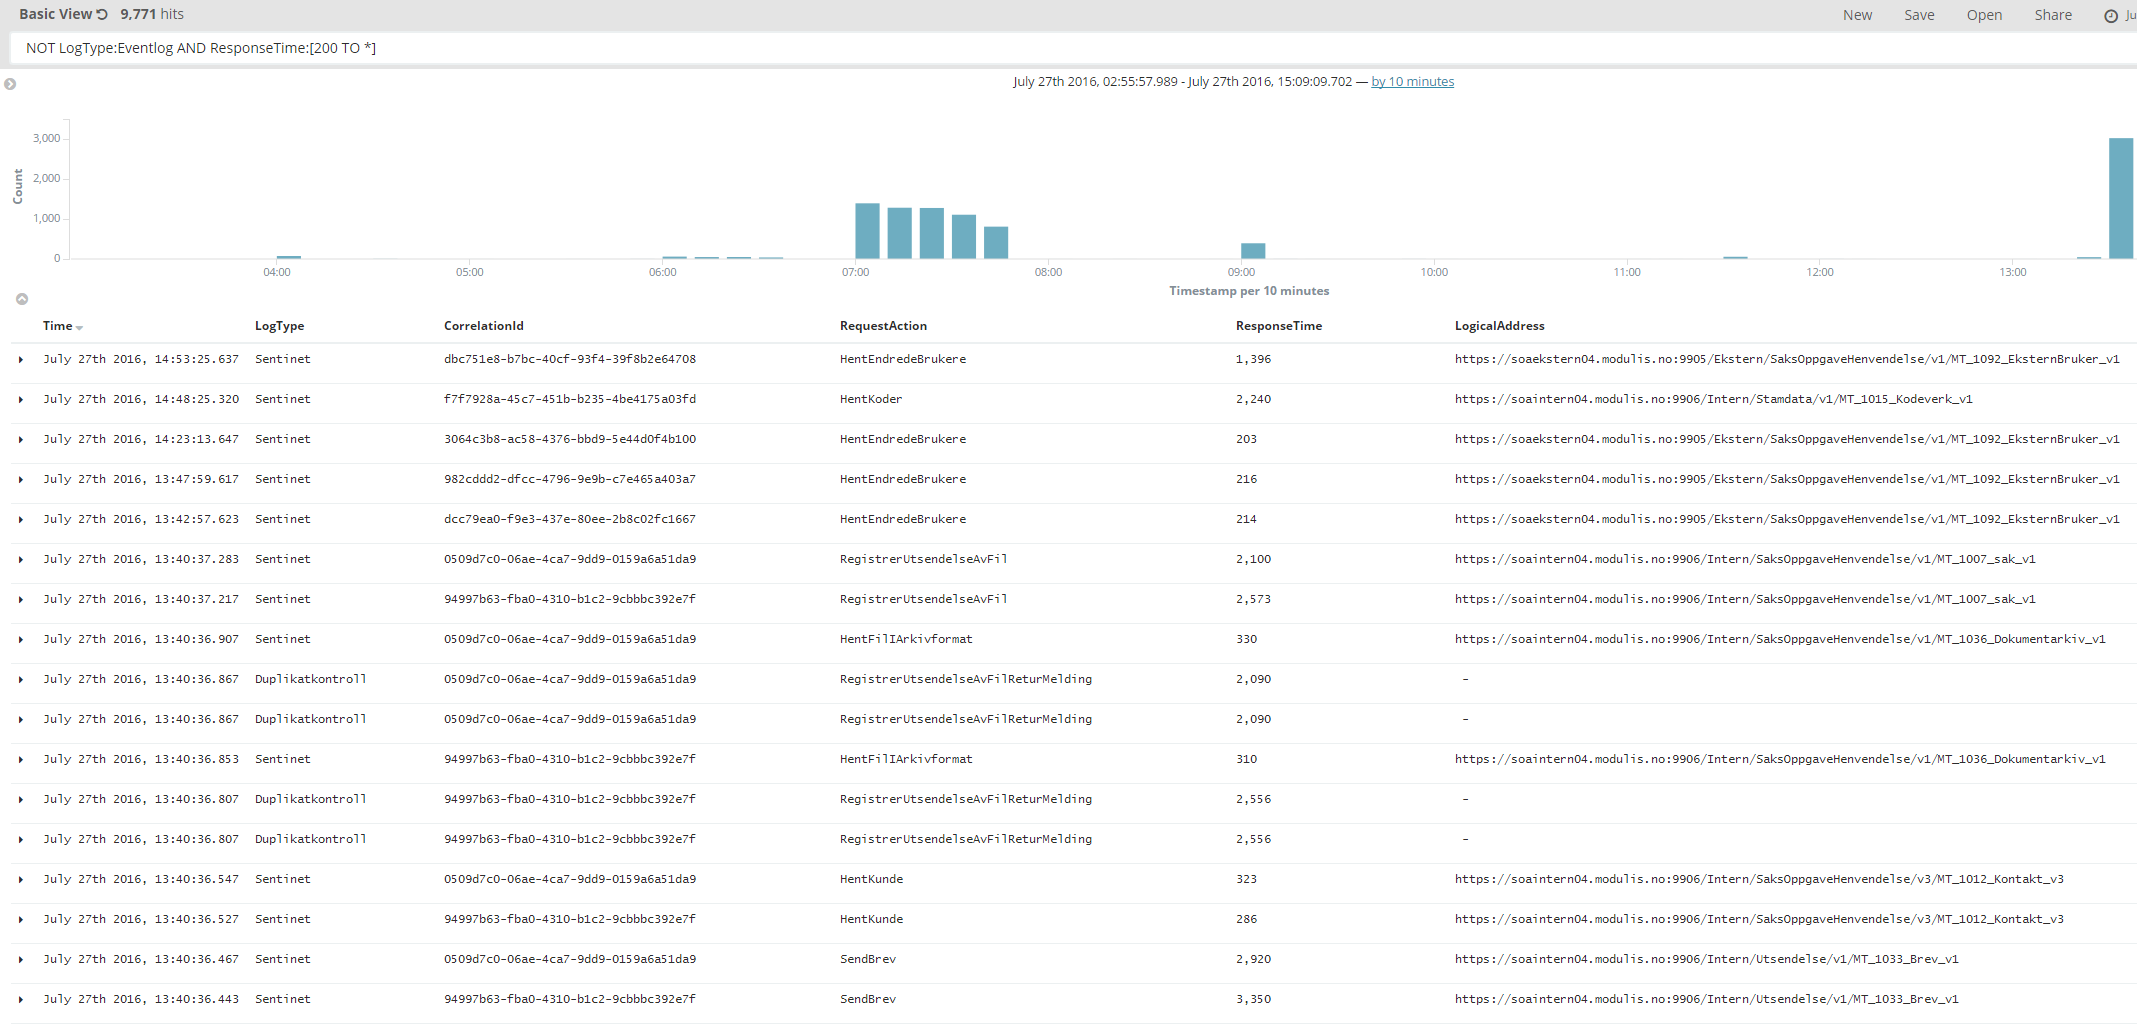 Basic View 9,771 hits New Save Open Share Ju
NOT LogType:Eventlog AND ResponseTime:[200 TO *]
July 27th 2016, 02:55:57.989 - July 27th 2016, 15:09:09.702 — by 10 minutes
3,000
2,000
1,000
0
Count
04:00 05:00 06:00 07:00 08:00 09:00 10:00 11:00 12:00 13:00
Timestamp per 10 minutes
Time LogType CorrelationId RequestAction ResponseTime LogicalAddress
July 27th 2016, 14:53:25.637 Sentinet dbc751e8-b7bc-40cf-93f4-39f8b2e64708 HentEndredeBrukere 1,396 https://soaekstern04.modulis.no:9905/Ekstern/SaksOppgaveHenvendelse/v1/MT_1092_EksternBruker_v1
July 27th 2016, 14:48:25.320 Sentinet f7f7928a-45c7-451b-b235-4be4175a03fd HentKoder 2,240 https://soaintern04.modulis.no:9906/Intern/Stamdata/v1/MT_1015_Kodeverk_v1
July 27th 2016, 14:23:13.647 Sentinet 3064c3b8-ac58-4376-bbd9-5e44d0f4b100 HentEndredeBrukere 203 https://soaekstern04.modulis.no:9905/Ekstern/SaksOppgaveHenvendelse/v1/MT_1092_EksternBruker_v1
July 27th 2016, 13:47:59.617 Sentinet 982cddd2-dfcc-4796-9e9b-c7e465a403a7 HentEndredeBrukere 216 https://soaekstern04.modulis.no:9905/Ekstern/SaksOppgaveHenvendelse/v1/MT_1092_EksternBruker_v1
July 27th 2016, 13:42:57.623 Sentinet dcc79ea0-f9e3-437e-80ee-2b8c02fc1667 HentEndredeBrukere 214 https://soaekstern04.modulis.no:9905/Ekstern/SaksOppgaveHenvendelse/v1/MT_1092_EksternBruker_v1
July 27th 2016, 13:40:37.283 Sentinet 0509d7c0-06ae-4ca7-9dd9-0159a6a51da9 RegistrerUtsendelseAvFil 2,100 https://soaintern04.modulis.no:9906/Intern/SaksOppgaveHenvendelse/v1/MT_1007_sak_v1
July 27th 2016, 13:40:37.217 Sentinet 94997b63-fba0-4310-b1c2-9cbbbc392e7f RegistrerUtsendelseAvFil 2,573 https://soaintern04.modulis.no:9906/Intern/SaksOppgaveHenvendelse/v1/MT_1007_sak_v1
July 27th 2016, 13:40:36.907 Sentinet 0509d7c0-06ae-4ca7-9dd9-0159a6a51da9 HentFilIArkivformat 330 https://soaintern04.modulis.no:9906/Intern/SaksOppgaveHenvendelse/v1/MT_1036_Dokumentarkiv_v1
July 27th 2016, 13:40:36.867 Duplikatkontroll 0509d7c0-06ae-4ca7-9dd9-0159a6a51da9 RegistrerUtsendelseAvFilReturMelding 2,090 -
July 27th 2016, 13:40:36.867 Duplikatkontroll 0509d7c0-06ae-4ca7-9dd9-0159a6a51da9 RegistrerUtsendelseAvFilReturMelding 2,090 -
July 27th 2016, 13:40:36.853 Sentinet 94997b63-fba0-4310-b1c2-9cbbbc392e7f HentFilIArkivformat 310 https://soaintern04.modulis.no:9906/Intern/SaksOppgaveHenvendelse/v1/MT_1036_Dokumentarkiv_v1
July 27th 2016, 13:40:36.807 Duplikatkontroll 94997b63-fba0-4310-b1c2-9cbbbc392e7f RegistrerUtsendelseAvFilReturMelding 2,556 -
July 27th 2016, 13:40:36.807 Duplikatkontroll 94997b63-fba0-4310-b1c2-9cbbbc392e7f RegistrerUtsendelseAvFilReturMelding 2,556 -
July 27th 2016, 13:40:36.547 Sentinet 0509d7c0-06ae-4ca7-9dd9-0159a6a51da9 HentKunde 323 https://soaintern04.modulis.no:9906/Intern/SaksOppgaveHenvendelse/v3/MT_1012_Kontakt_v3
July 27th 2016, 13:40:36.527 Sentinet 94997b63-fba0-4310-b1c2-9cbbbc392e7f HentKunde 286 https://soaintern04.modulis.no:9906/Intern/SaksOppgaveHenvendelse/v3/MT_1012_Kontakt_v3
July 27th 2016, 13:40:36.467 Sentinet 0509d7c0-06ae-4ca7-9dd9-0159a6a51da9 SendBrev 2,920 https://soaintern04.modulis.no:9906/Intern/Utsendelse/v1/MT_1033_Brev_v1
July 27th 2016, 13:40:36.443 Sentinet 94997b63-fba0-4310-b1c2-9cbbbc392e7f SendBrev 3,350 https://soaintern04.modulis.no:9906/Intern/Utsendelse/v1/MT_1033_Brev_v1